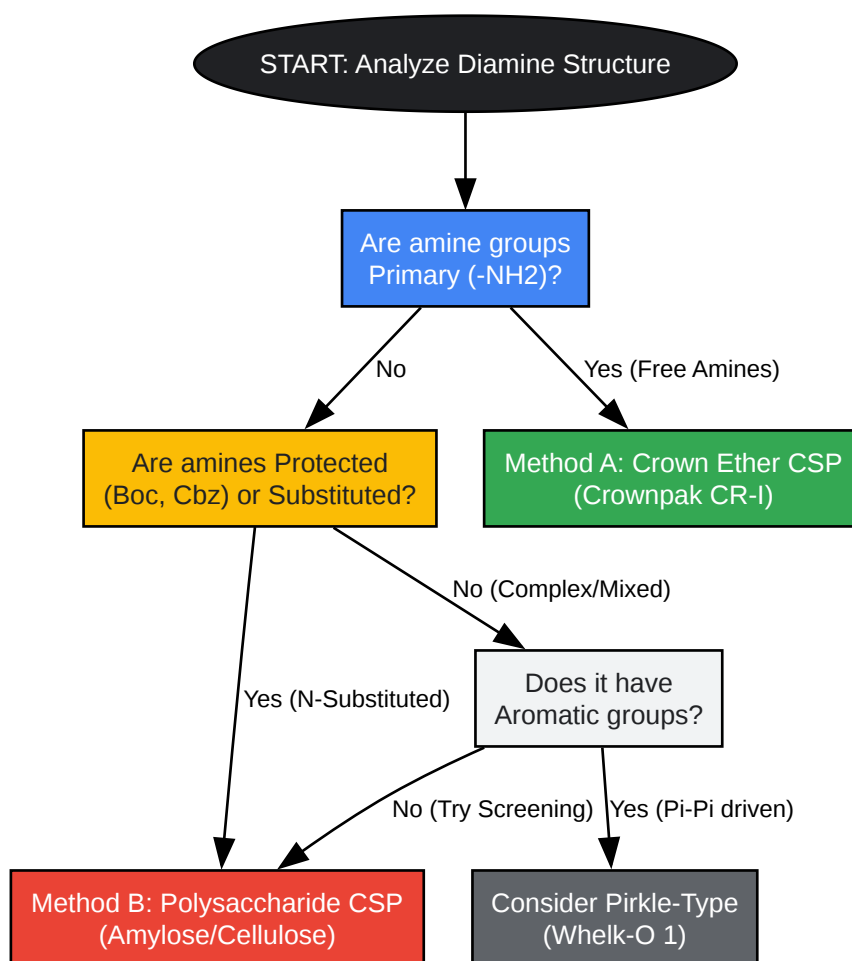 START: Analyze Diamine Structure
Are amine groups
Primary (-NH2)?
No
Yes (Free Amines)
Are amines Protected
(Boc, Cbz) or Substituted?
Method A: Crown Ether CSP
(Crownpak CR-I)
No (Complex/Mixed)
Yes (N-Substituted)
Does it have
Aromatic groups?
No (Try Screening)
Yes (Pi-Pi driven)
Method B: Polysaccharide CSP
(Amylose/Cellulose)
Consider Pirkle-Type
(Whelk-O 1)